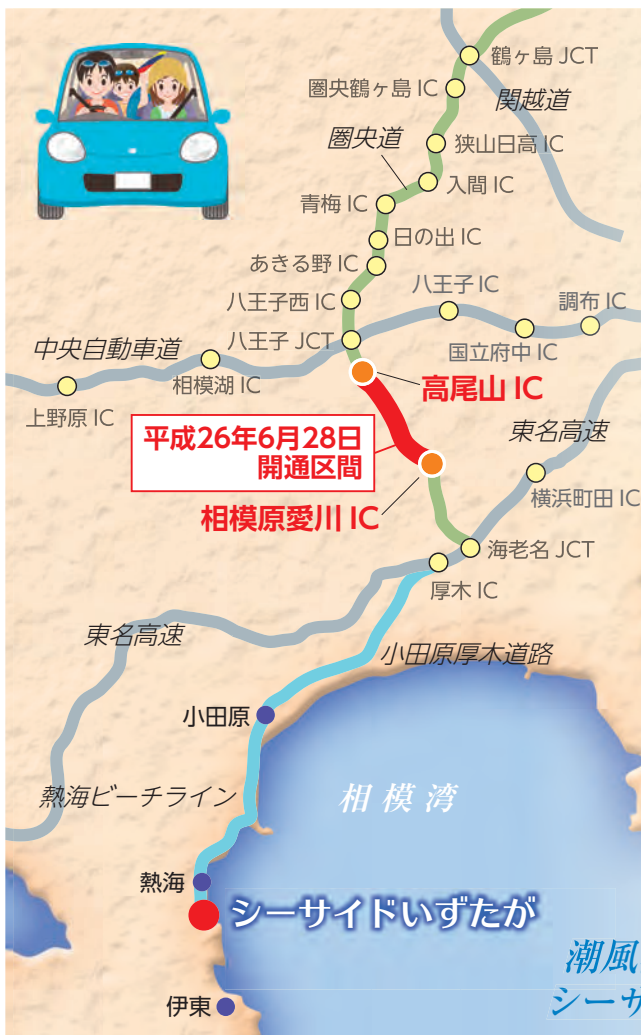 鶴ヶ島 JCT
圏央鶴ヶ島 IC
関越道
圏央道
狭山日高 IC
入間 IC
青梅 IC
日の出 IC
あきる野 IC
八王子西 IC
八王子 IC
調布 IC
八王子 JCT
中央自動車道
国立府中 IC
相模湖 IC
上野原 IC
高尾山 IC
平成26年6月28日
開通区間
東名高速
横浜町田 IC
相模原愛川 IC
海老名 JCT
厚木 IC
東名高速
小田原厚木道路
小田原
熱海ビーチライン
相模湾
熱海
シーサイドいずたが
潮風
シーサ
伊東